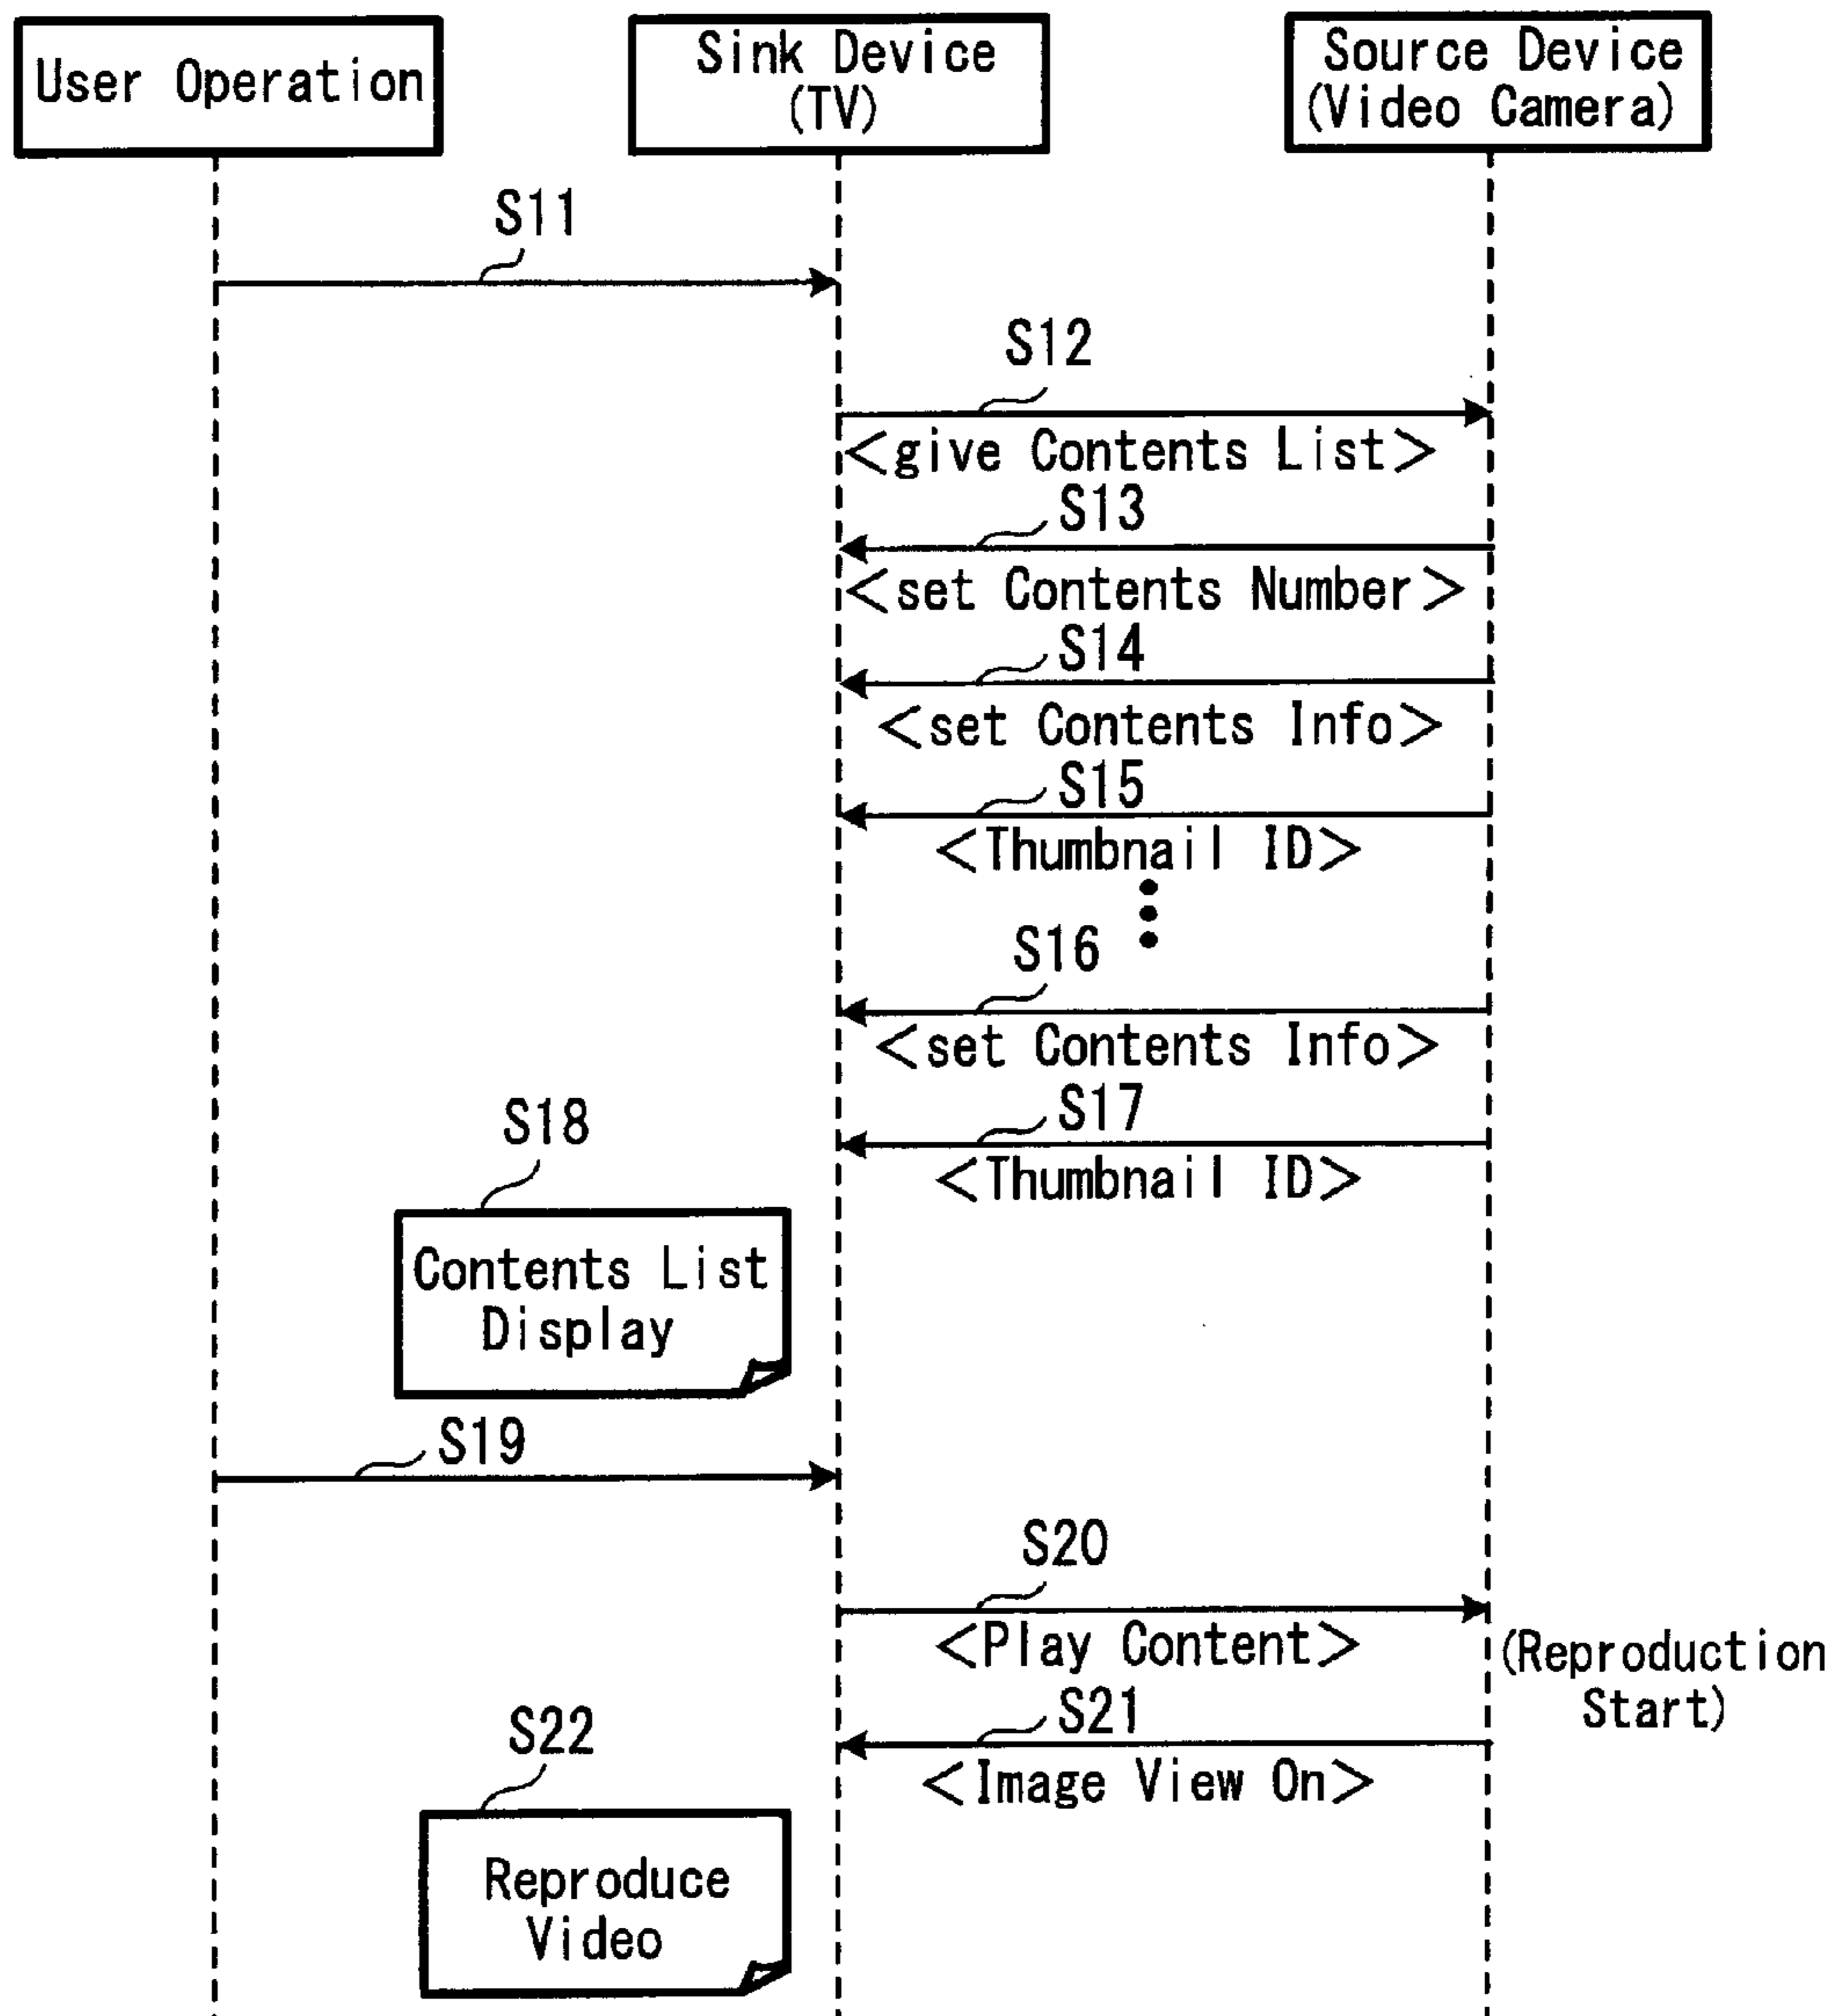 User Operation
Sink Device
(TV)
Source Device
(Video Camera)
S11
S12
<give Contents List>
S13
<set Contents Number>
S14
<set Contents Info>
S15
<Thumbnail ID>
S16
<set Contents Info>
S17
<Thumbnail ID>
S18
Contents List
Display
S19
S20
<Play Content>
(Reproduction
Start)
S21
<Image View On>
S22
Reproduce
Video